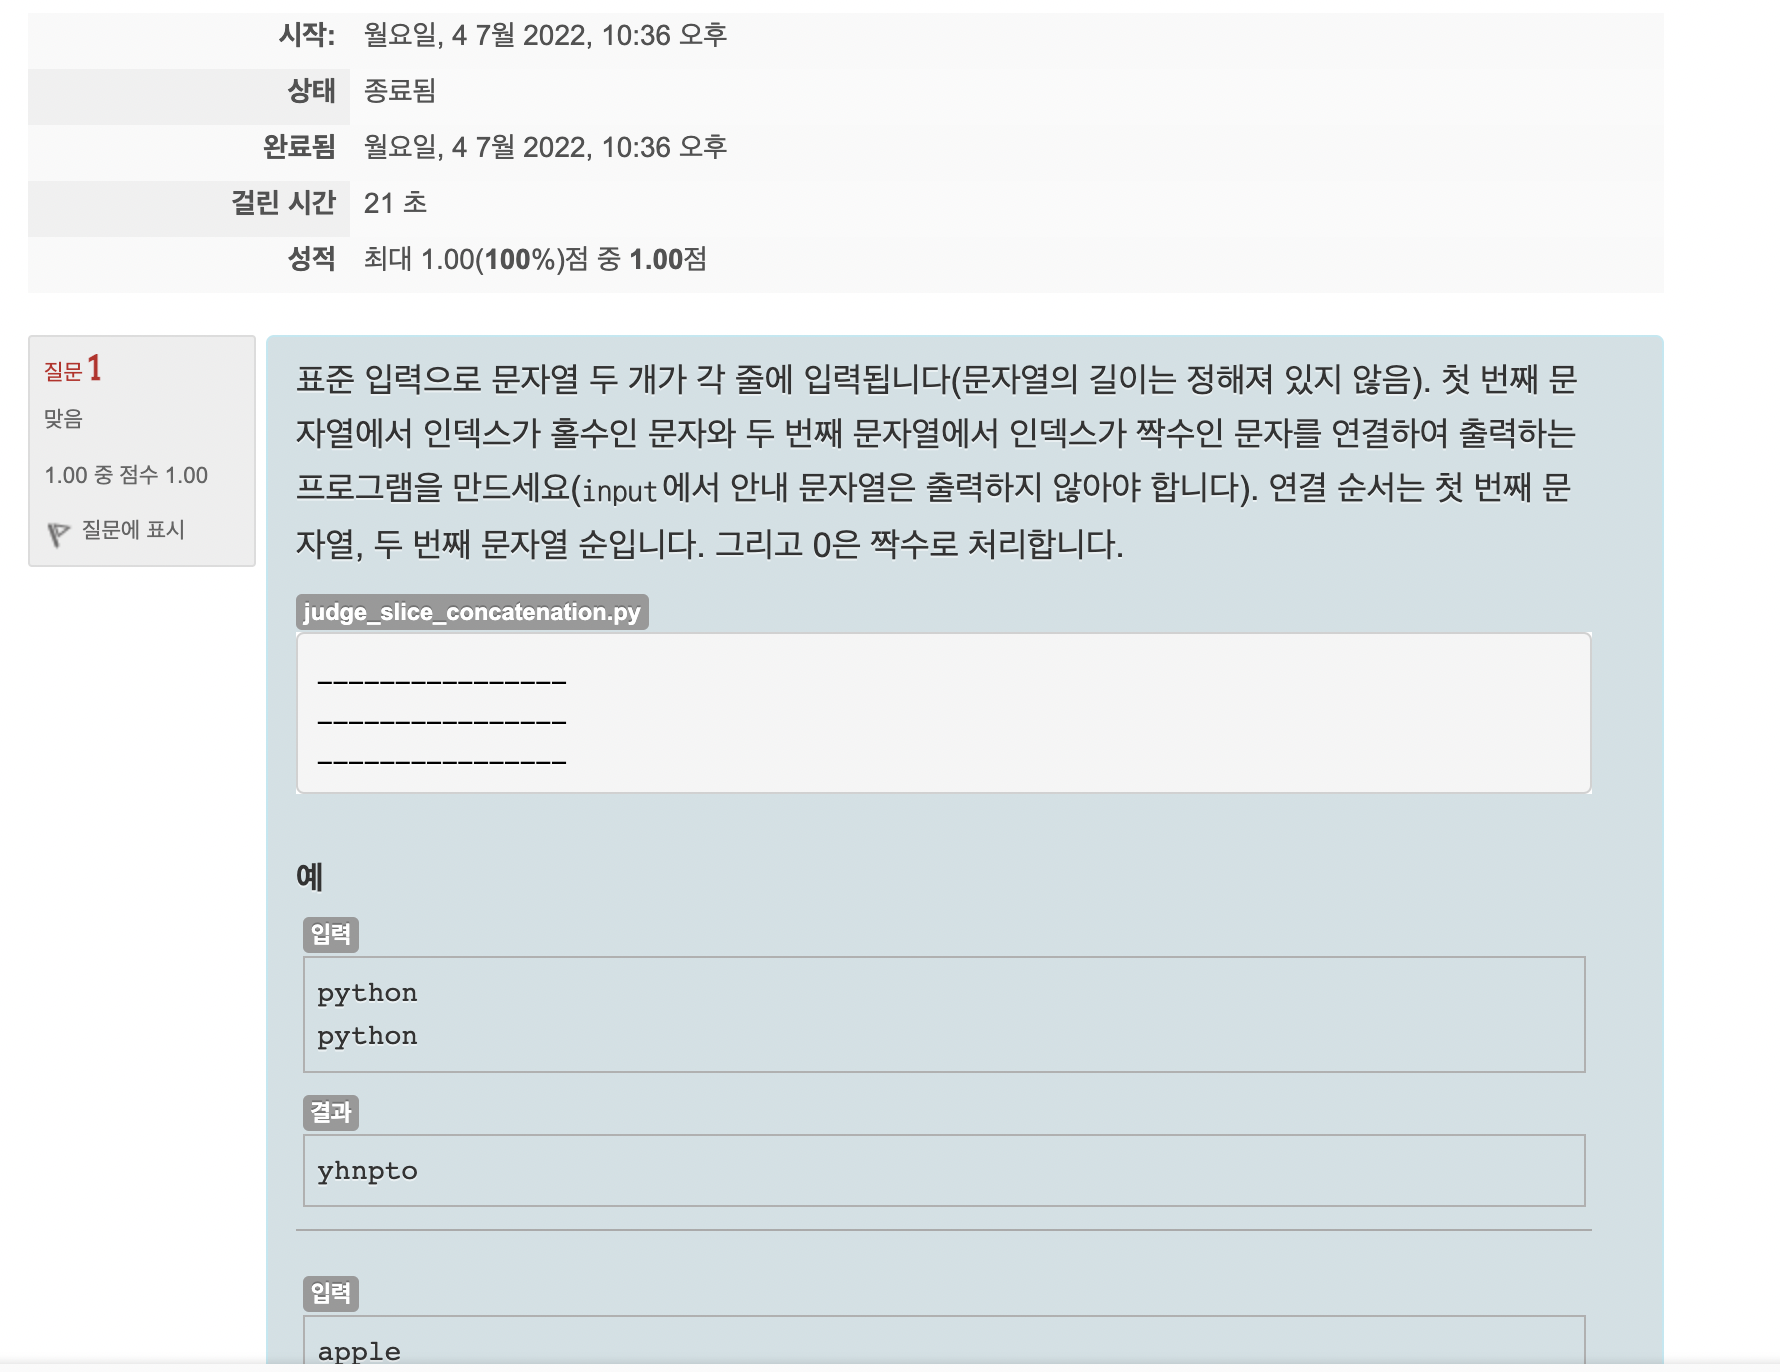 시작: 월요일, 4 7월 2022, 10:36 오후
상태 종료됨
완료됨 월요일, 4 7월 2022, 10:36 오후
걸린 시간 21 초
성적 최대 1.00(100%)점 중 1.00점
질문 1
맞음
1.00 중 점수 1.00
질문에 표시
표준 입력으로 문자열 두 개가 각 줄에 입력됩니다(문자열의 길이는 정해져 있지 않음). 첫 번째 문
자열에서 인덱스가 홀수인 문자와 두 번째 문자열에서 인덱스가 짝수인 문자를 연결하여 출력하는
프로그램을 만드세요(input에서 안내 문자열은 출력하지 않아야 합니다). 연결 순서는 첫 번째 문
자열, 두 번째 문자열 순입니다. 그리고 0은 짝수로 처리합니다.
judge_slice_concatenation.py
________________
________________
________________
예
입력
python
python
결과
yhnpto
입력
apple